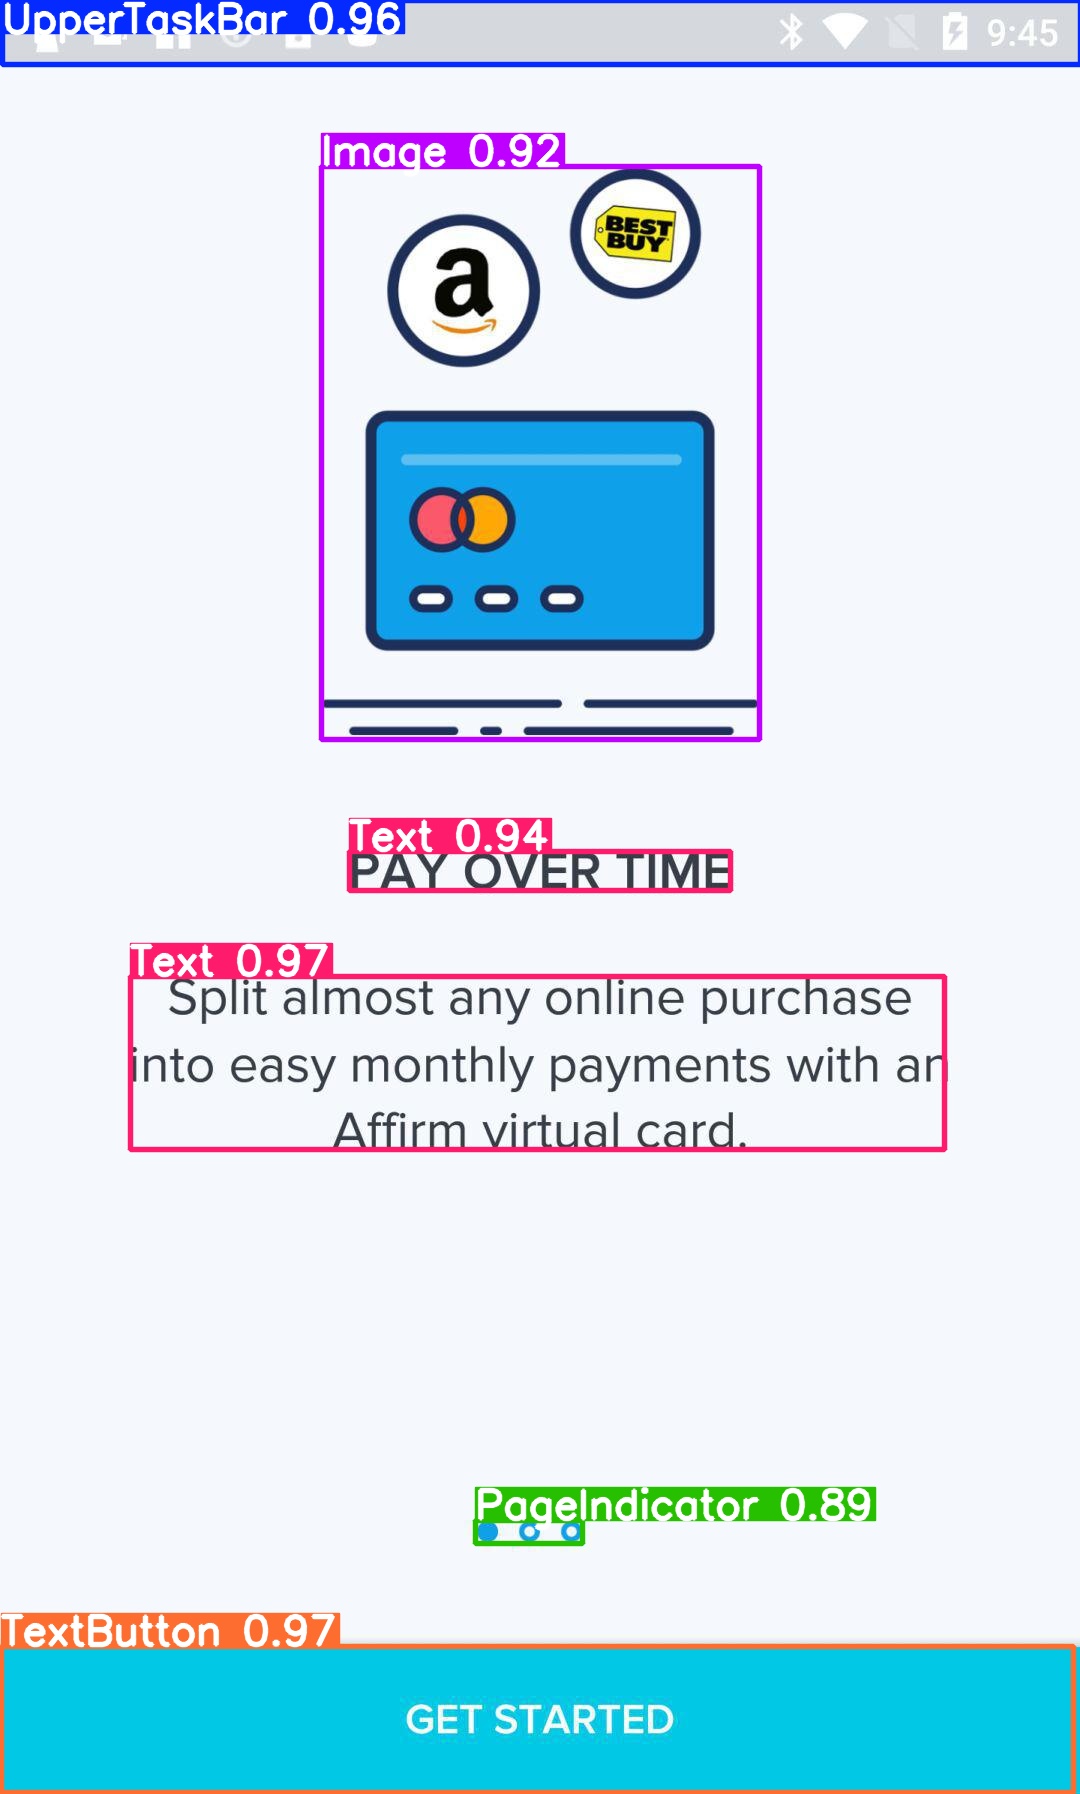 UpperTaskBar 0.96
9:45
Image 0.92
BEST
BUY
a
Text 0.94
PAY OVER TIME
Text 0.97
Split almost any online purchase
into easy monthly payments with an
Affirm virtual card.
PageIndicator 0.89
TextButton 0.97
GET STARTED